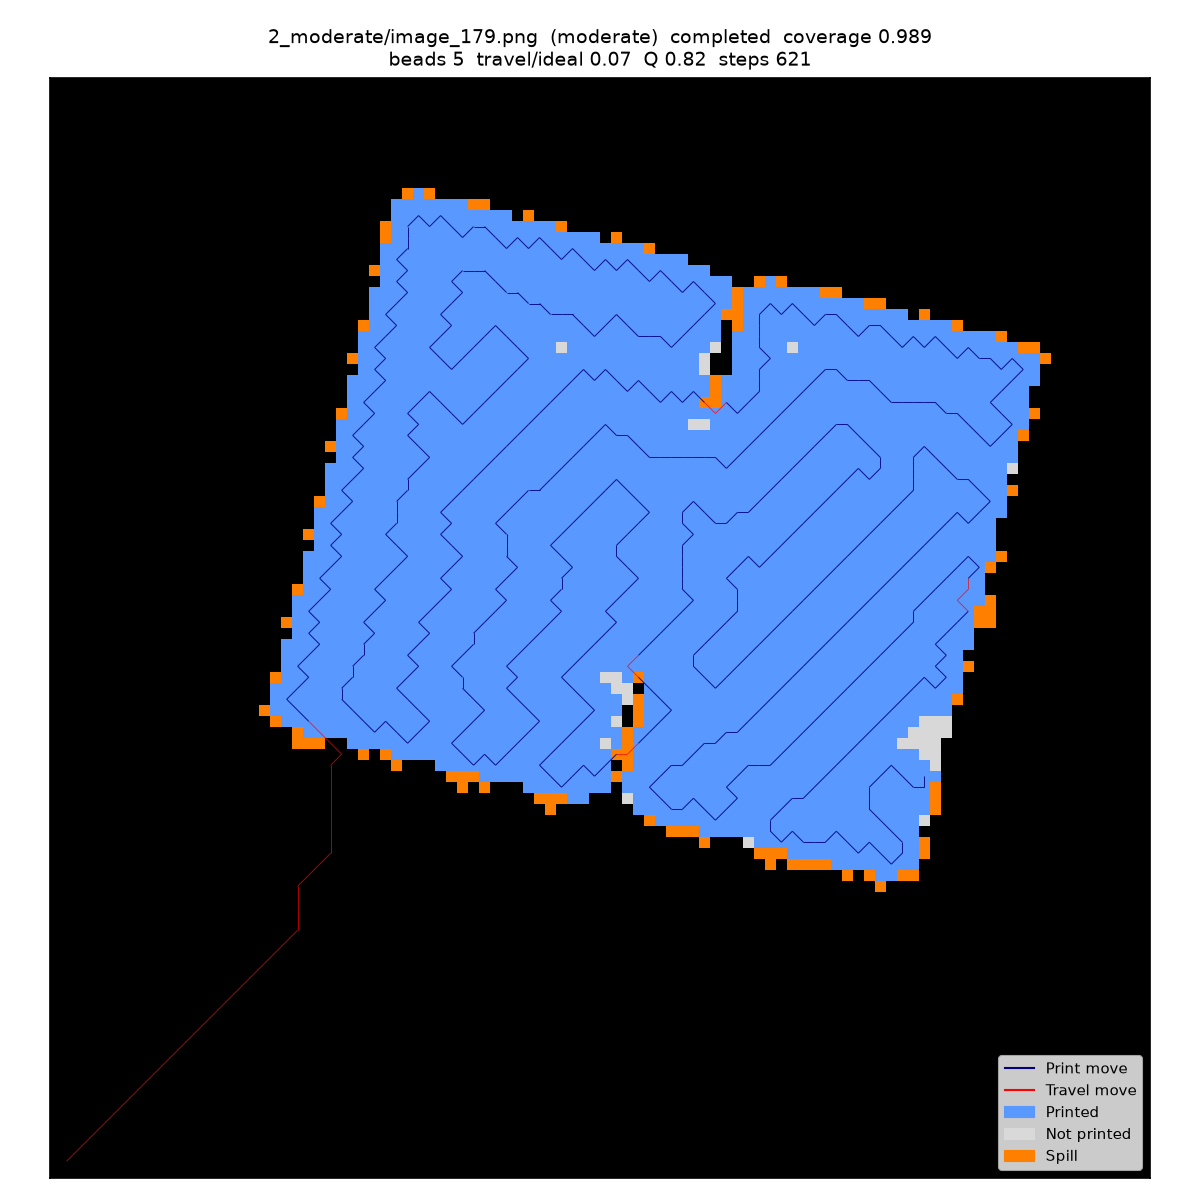 2_moderate/image_179.png  (moderate)  completed  coverage 0.989
beads 5  travel/ideal 0.07  Q 0.82  steps 621
Print move
Travel move
Printed
Not printed
Spill